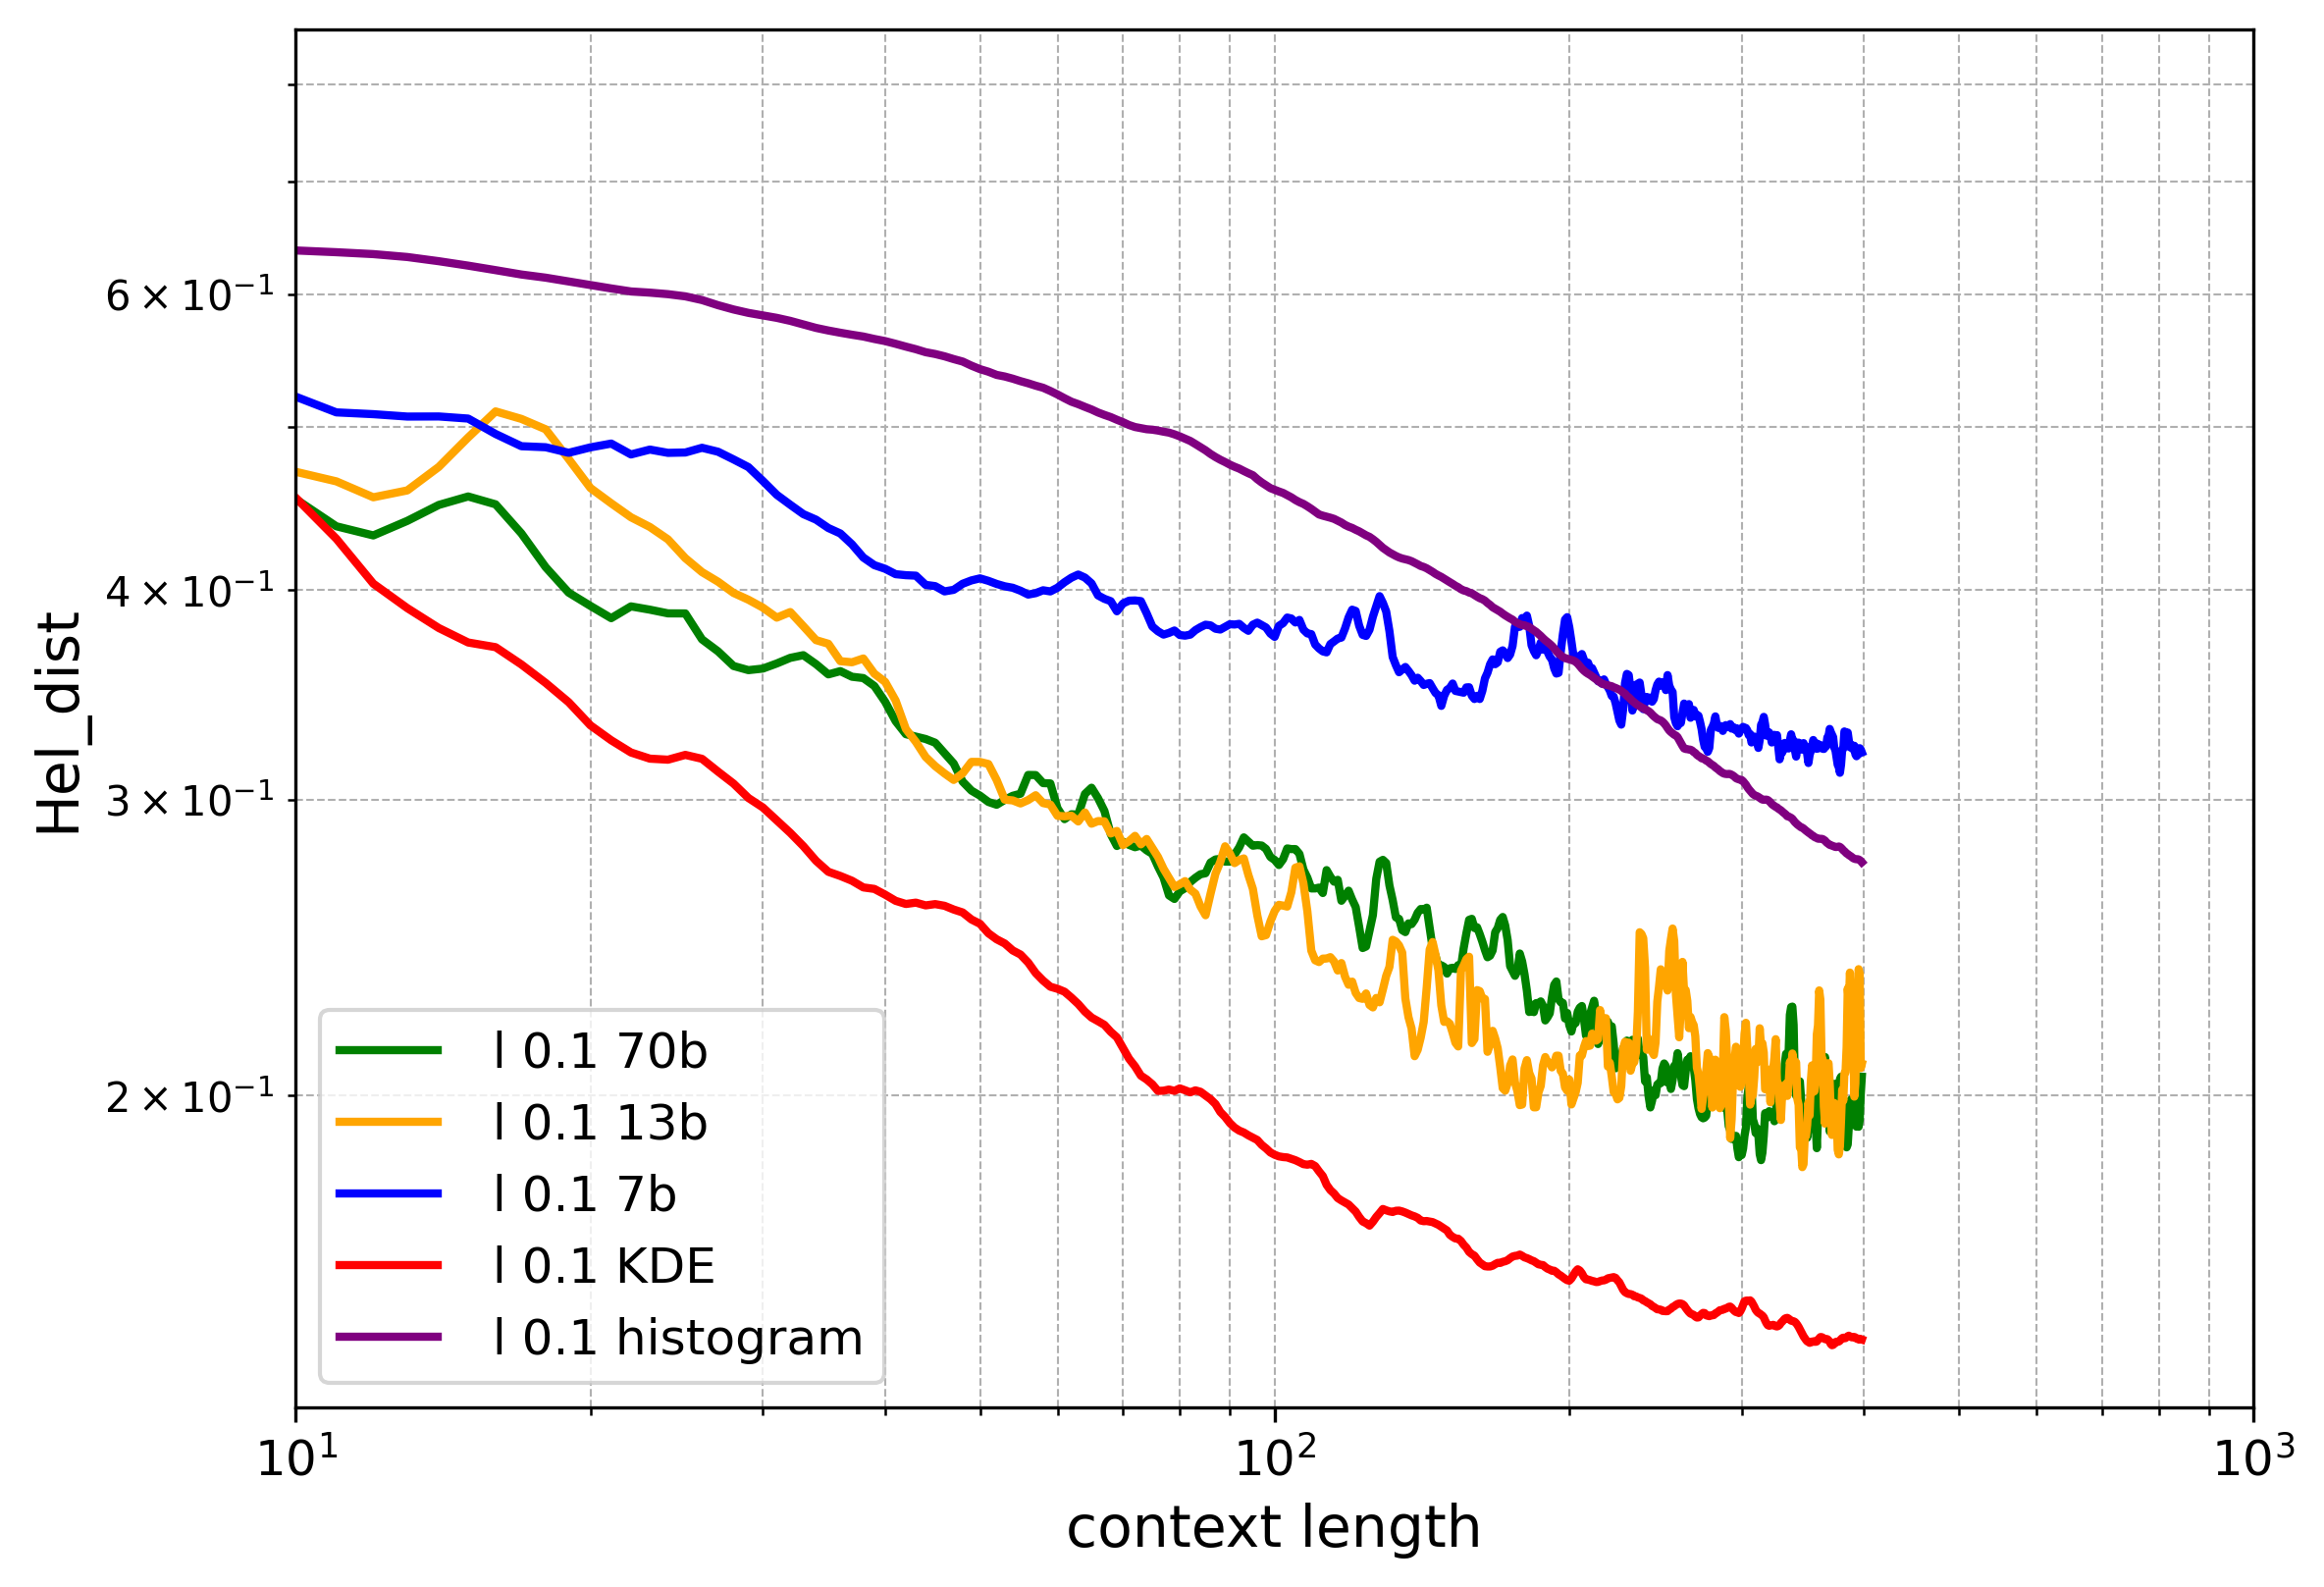 Hel_dist
6 × 10⁻¹
4 × 10⁻¹
3 × 10⁻¹
2 × 10⁻¹
l 0.1 70b
l 0.1 13b
l 0.1 7b
l 0.1 KDE
l 0.1 histogram
10¹ 10² 10³
context length